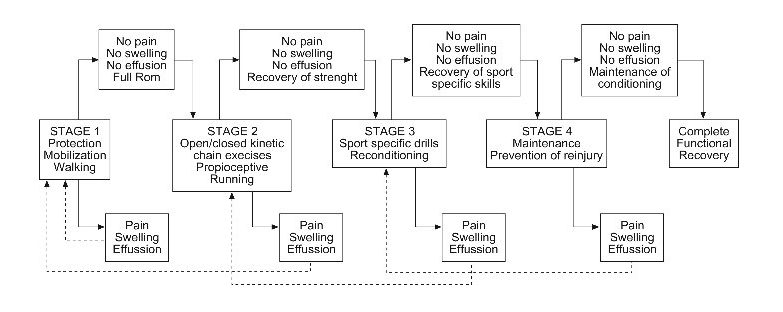 No pain
No swelling
No effusion
Full Rom
No pain
No swelling
No effusion
Recovery of strenght
No pain
No swelling
No effusion
Recovery of sport
specific skills
No pain
No swelling
No effusion
Maintenance of
conditioning
STAGE 1
Protection
Mobilization
Walking
STAGE 2
Open/closed kinetic
chain execises
Propioceptive
Running
STAGE 3
Sport specific drills
Reconditioning
STAGE 4
Maintenance
Prevention of reinjury
Complete
Functional
Recovery
Pain
Swelling
Effussion
Pain
Swelling
Effussion
Pain
Swelling
Effussion
Pain
Swelling
Effussion